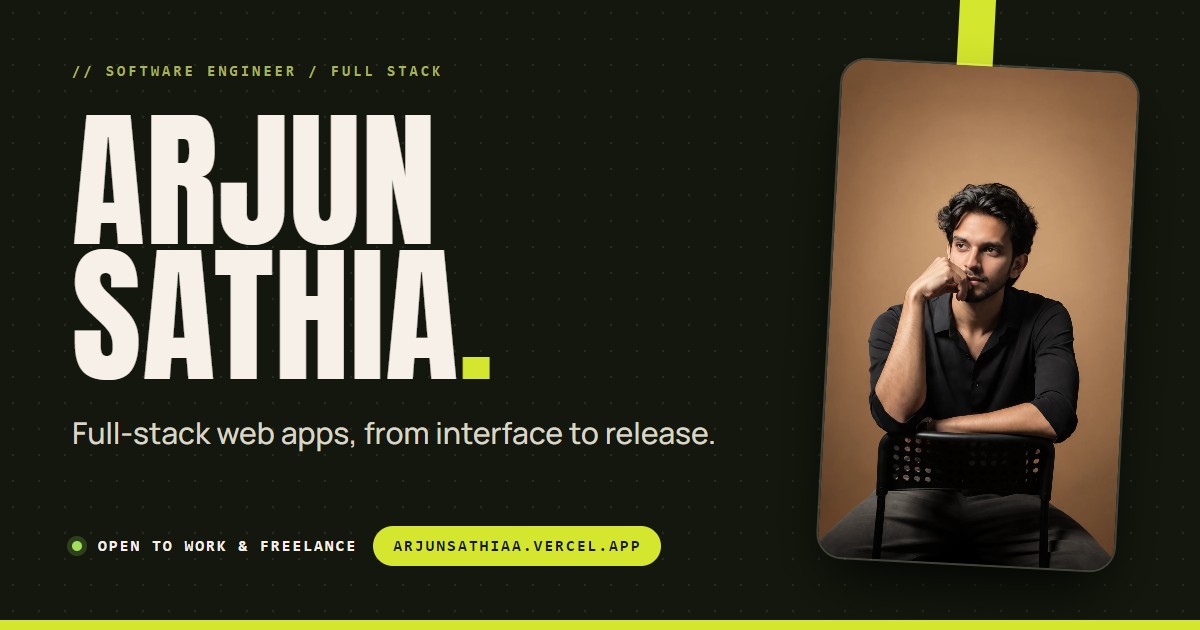 // SOFTWARE ENGINEER / FULL STACK
ARJUN
SATHIA.
Full-stack web apps, from interface to release.
OPEN TO WORK & FREELANCE
ARJUNSATHIAA.VERCEL.APP